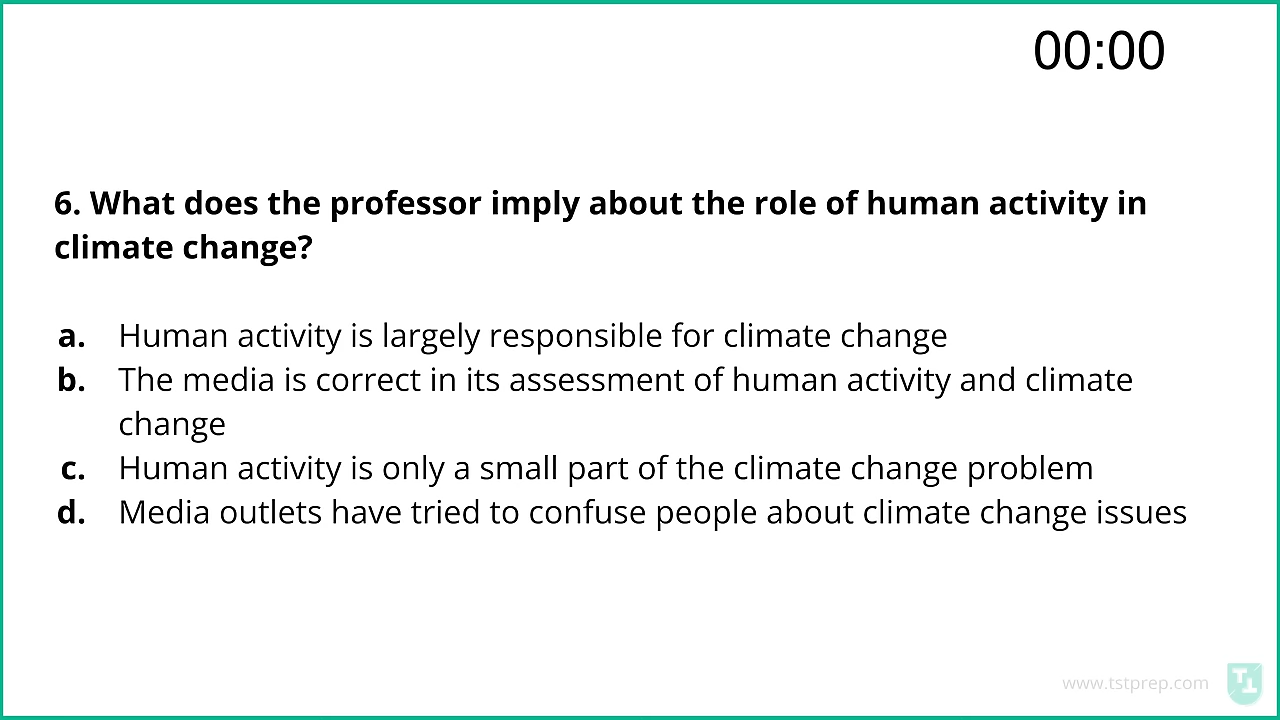 00:00
6. What does the professor imply about the role of human activity in
climate change?
a. Human activity is largely responsible for climate change
b. The media is correct in its assessment of human activity and climate
change
c. Human activity is only a small part of the climate change problem
d. Media outlets have tried to confuse people about climate change issues
www.tstprep.com